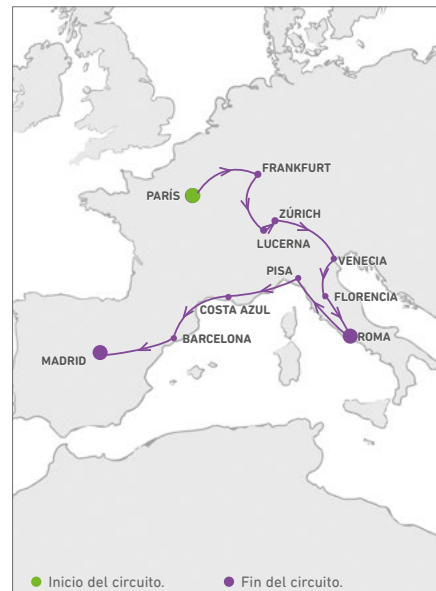 FRANKFURT
PARÍS
ZÚRICH
LUCERNA
VENECIA
PISA
FLORENCIA
COSTA AZUL
ROMA
BARCELONA
MADRID
Inicio del circuito.
Fin del circuito.